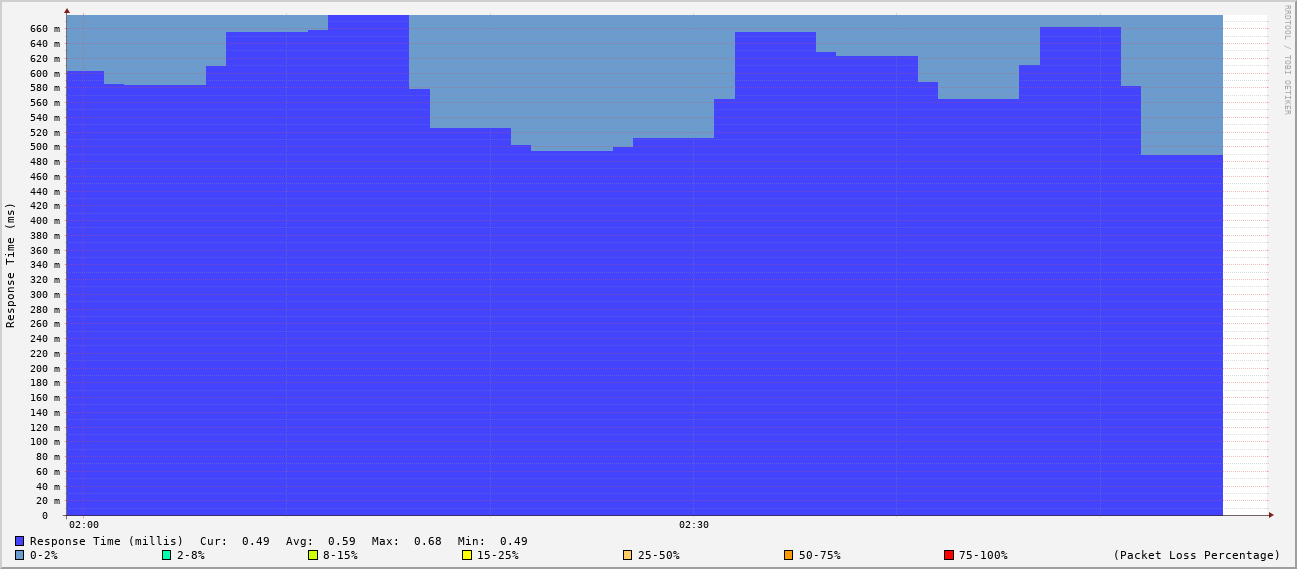 RRDTOOL / TOBI OETIKER
Response Time (ms)
660 m
640 m
620 m
600 m
580 m
560 m
540 m
520 m
500 m
480 m
460 m
440 m
420 m
400 m
380 m
360 m
340 m
320 m
300 m
280 m
260 m
240 m
220 m
200 m
180 m
160 m
140 m
120 m
100 m
80 m
60 m
40 m
20 m
0
02:00 02:30
Response Time (millis) Cur: 0.49 Avg: 0.59 Max: 0.68 Min: 0.49
0-2% 2-8% 8-15% 15-25% 25-50% 50-75% 75-100% (Packet Loss Percentage)